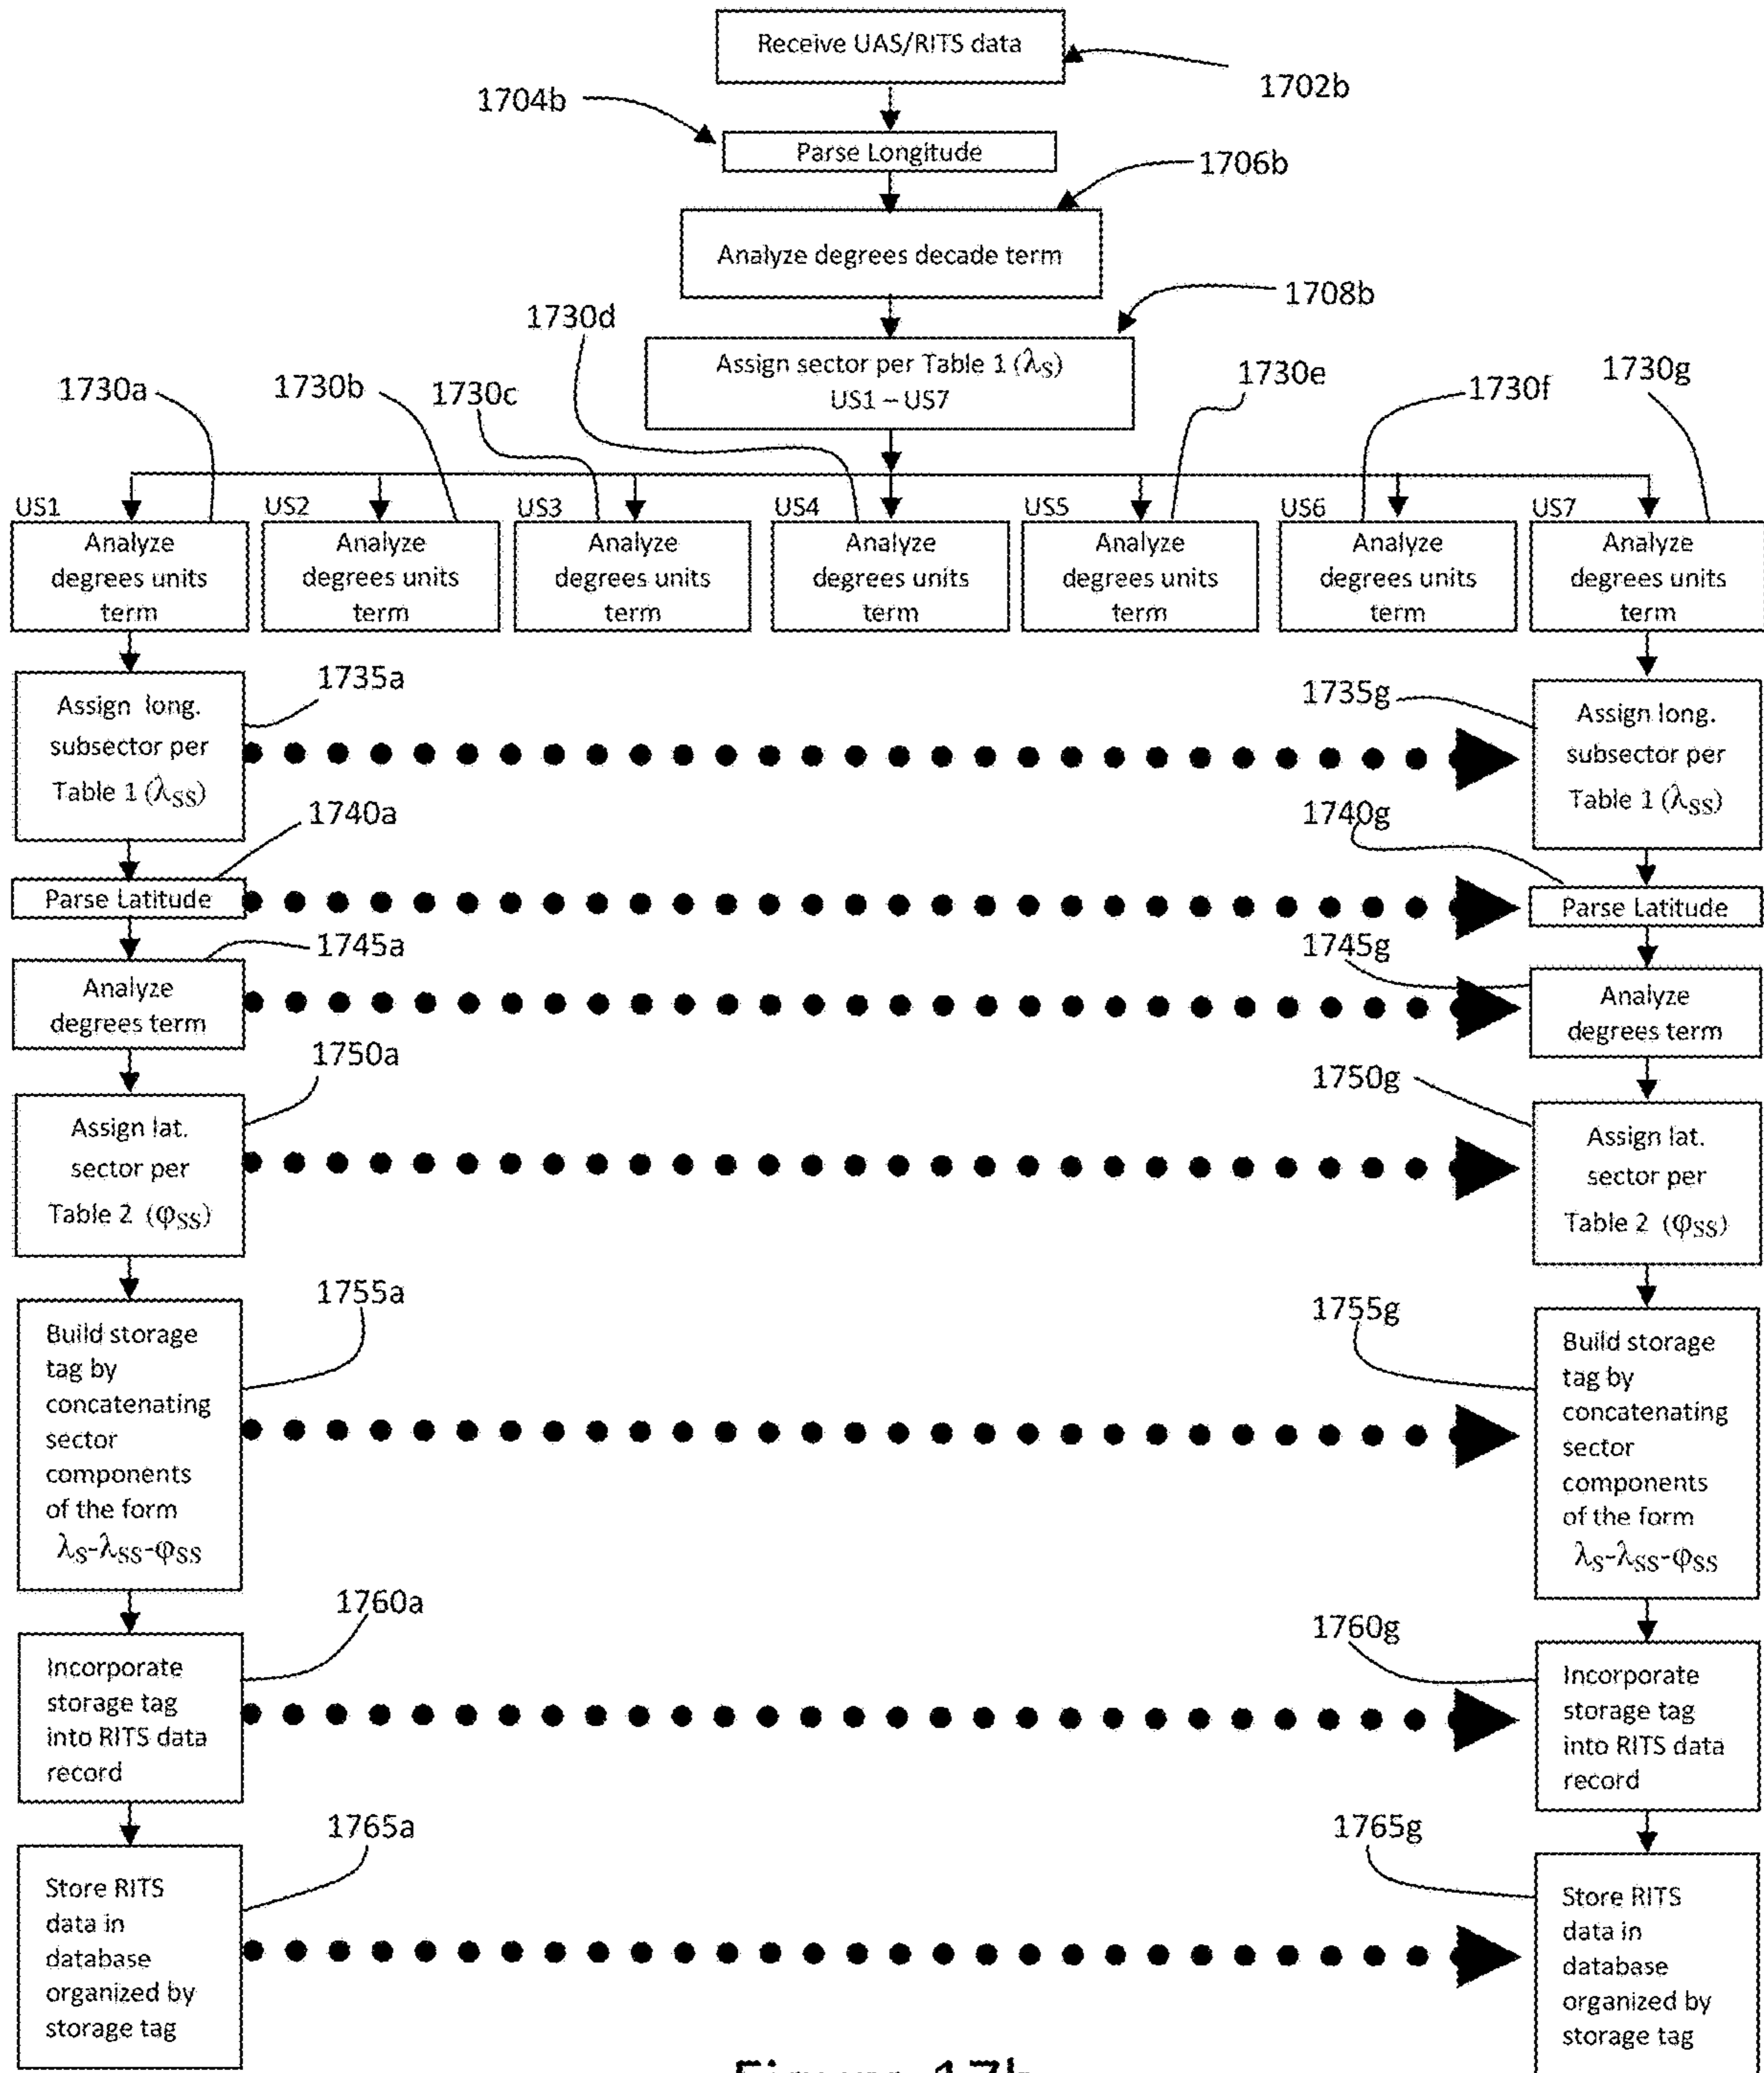 Receive UAS/RITS data
1702b
1704b
Parse Longitude
1706b
Analyze degrees decade term
1708b
Assign sector per Table 1 (λS)
US1 – US7
1730a
1730b
1730c
1730d
1730e
1730f
1730g
US1
Analyze
degrees units
term
US2
Analyze
degrees units
term
US3
Analyze
degrees units
term
US4
Analyze
degrees units
term
US5
Analyze
degrees units
term
US6
Analyze
degrees units
term
US7
Analyze
degrees units
term
1735a
Assign long.
subsector per
Table 1 (λSS)
1735g
Assign long.
subsector per
Table 1 (λSS)
1740a
Parse Latitude
1740g
Parse Latitude
1745a
Analyze
degrees term
1745g
Analyze
degrees term
1750a
Assign lat.
sector per
Table 2 (φSS)
1750g
Assign lat.
sector per
Table 2 (φSS)
1755a
Build storage
tag by
concatenating
sector
components
of the form
λS-λSS-φSS
1755g
Build storage
tag by
concatenating
sector
components
of the form
λS-λSS-φSS
1760a
Incorporate
storage tag
into RITS data
record
1760g
Incorporate
storage tag
into RITS data
record
1765a
Store RITS
data in
database
organized by
storage tag
1765g
Store RITS
data in
database
organized by
storage tag
Figure 17b